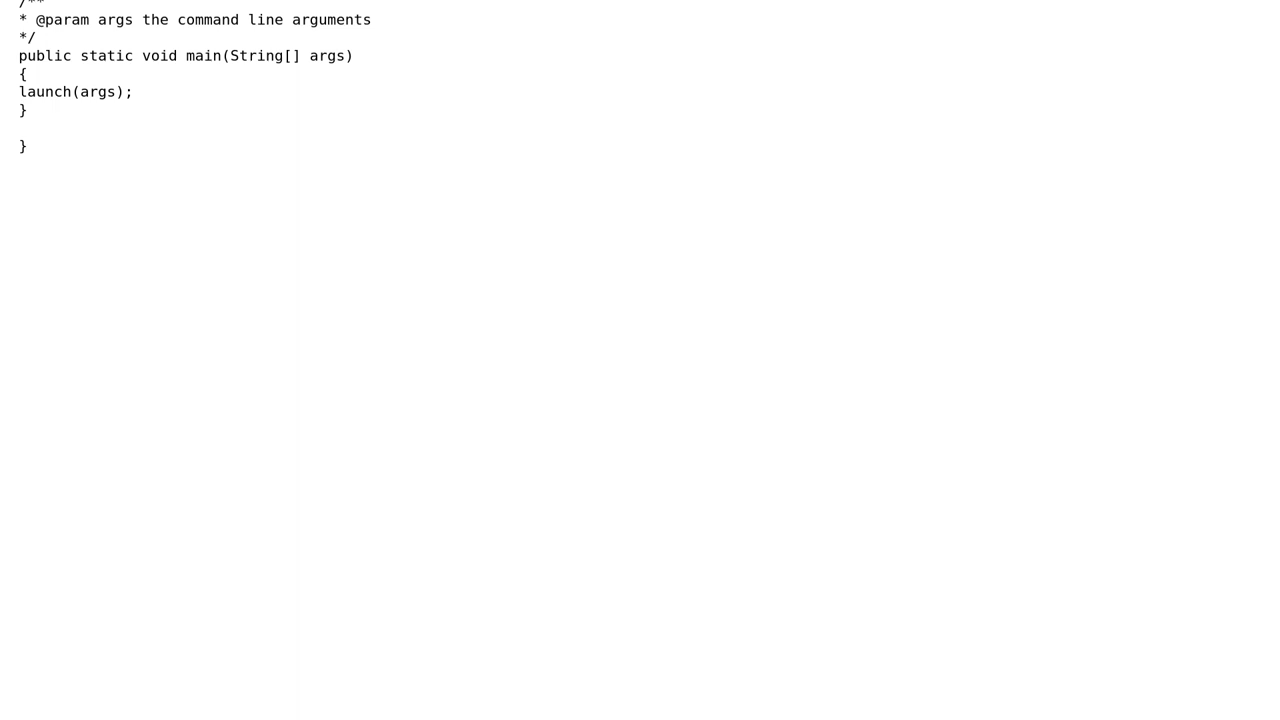 /**
* @param args the command line arguments
*/
public static void main(String[] args)
{
launch(args);
}
}